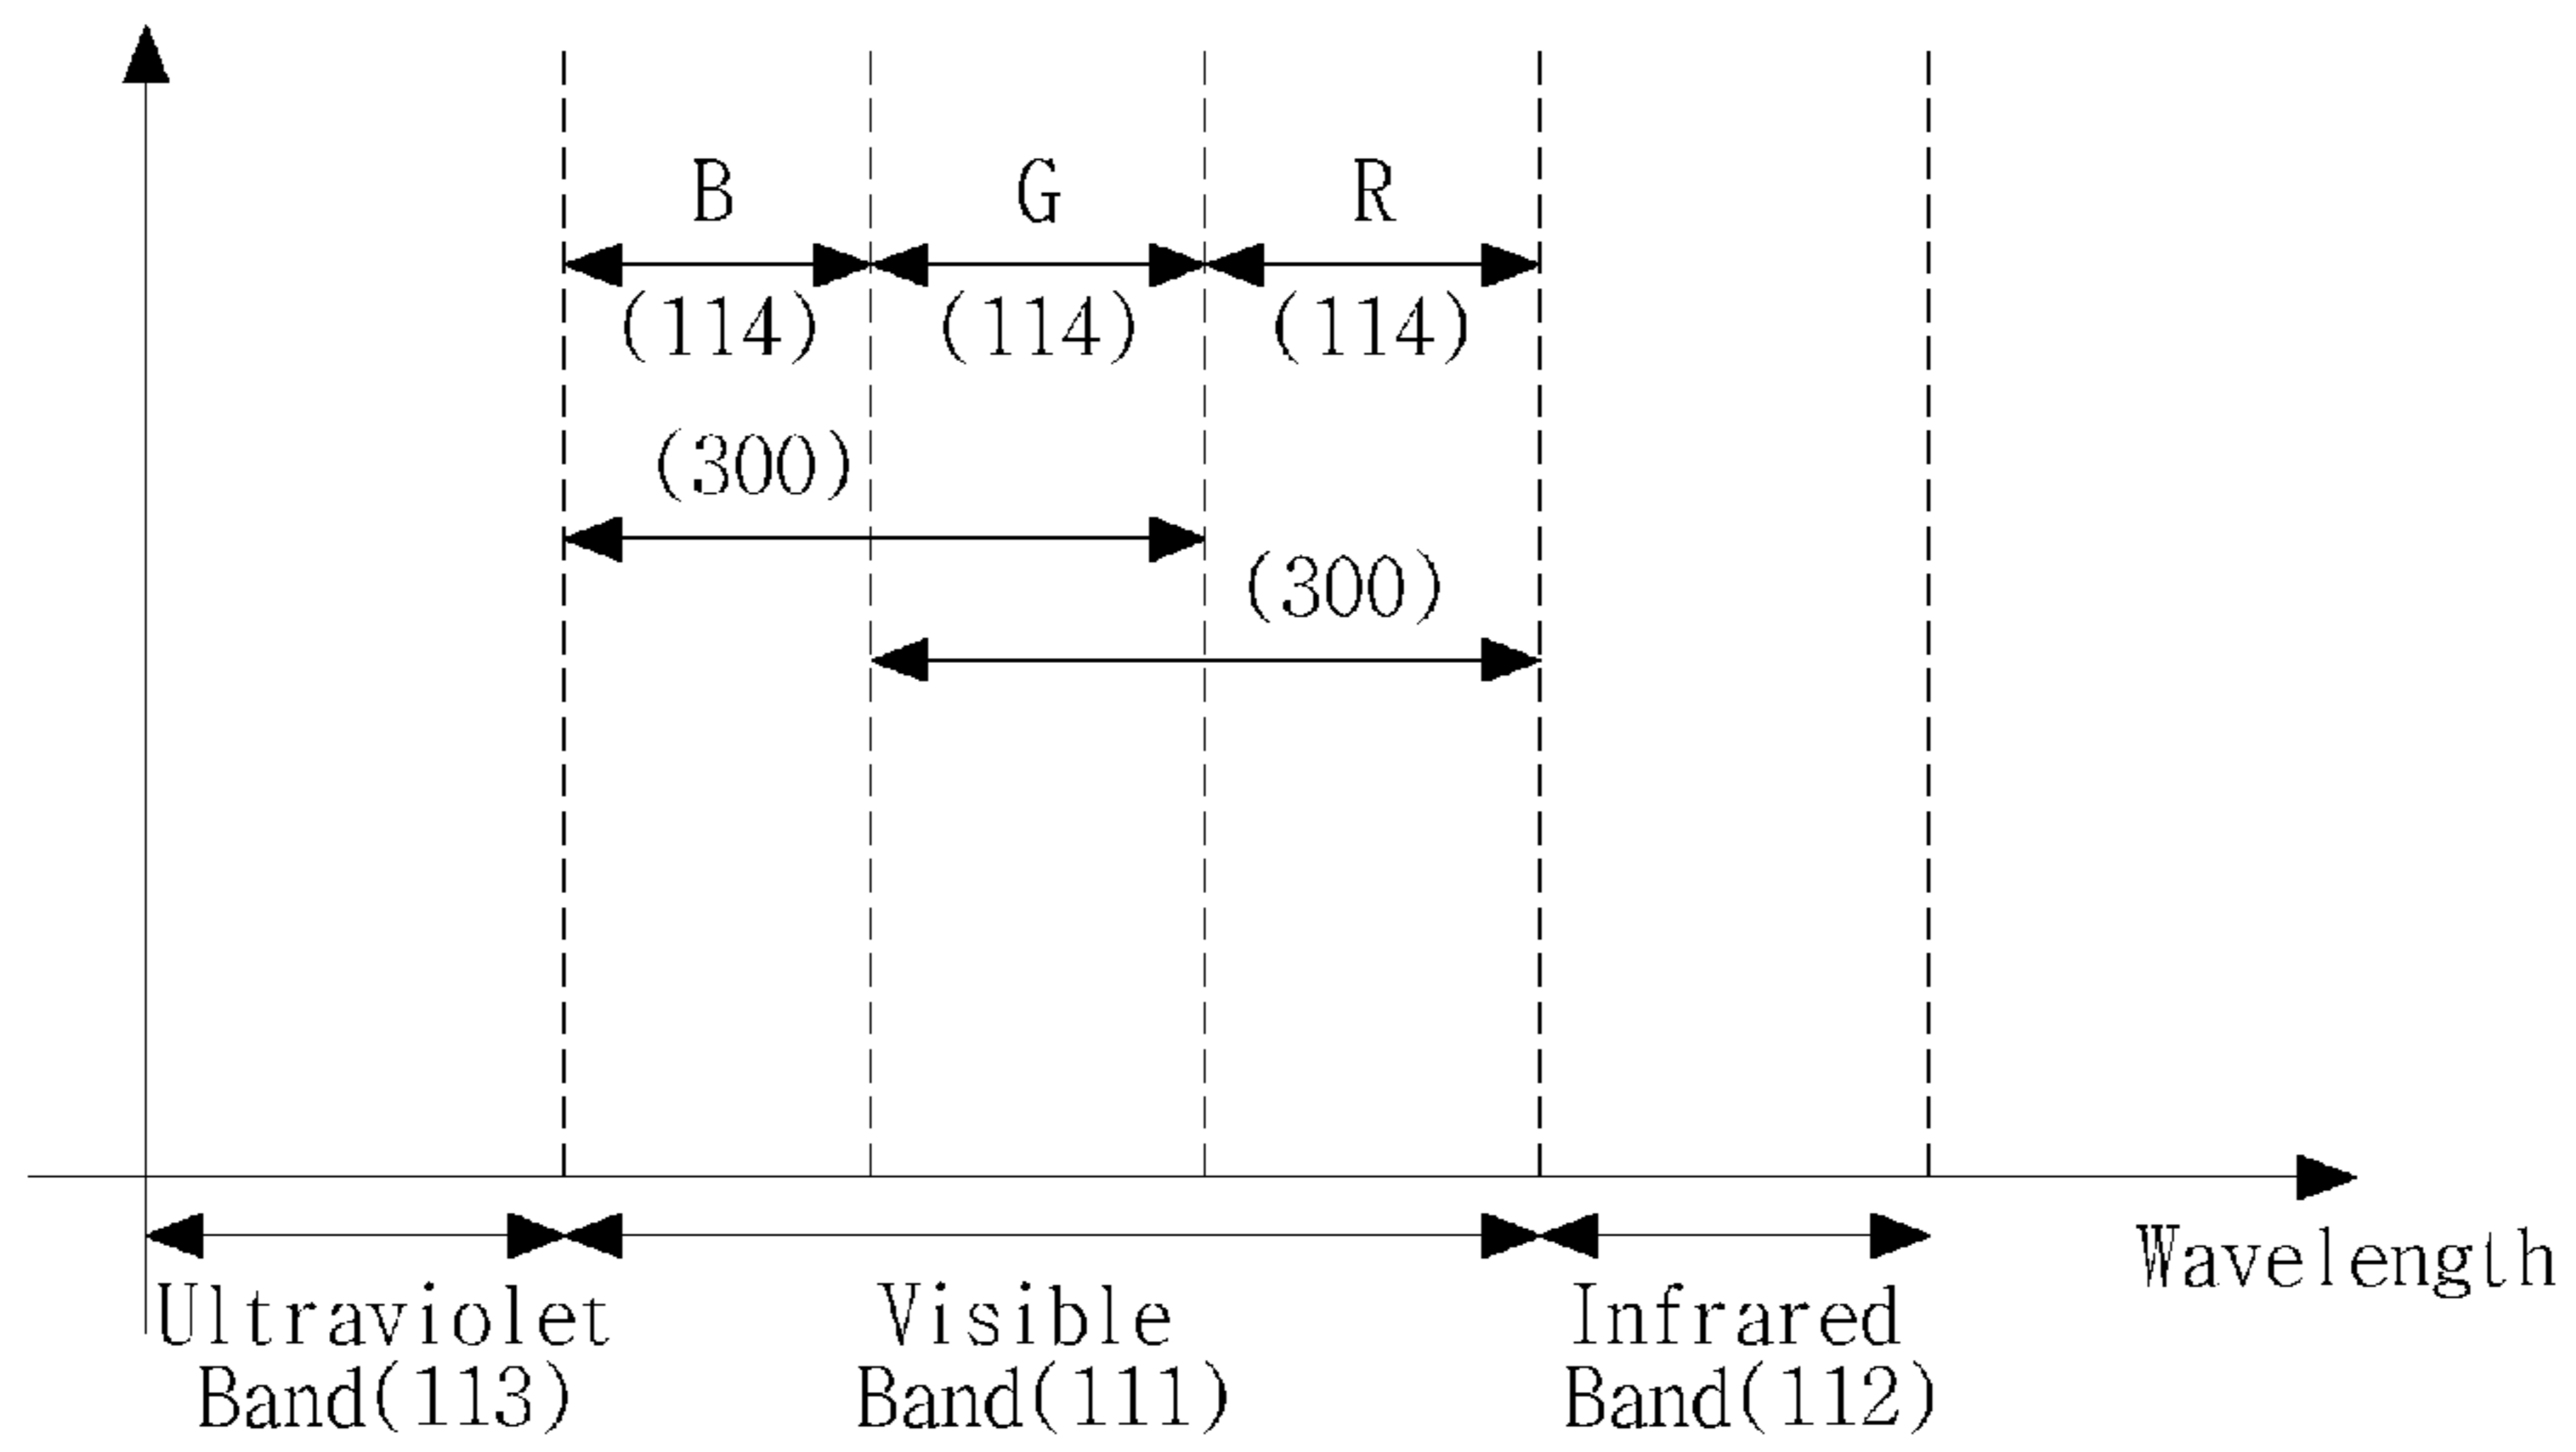 B G R
(114) (114) (114)
(300)
(300)
Wavelength
Ultraviolet
Band(113)
Visible
Band(111)
Infrared
Band(112)